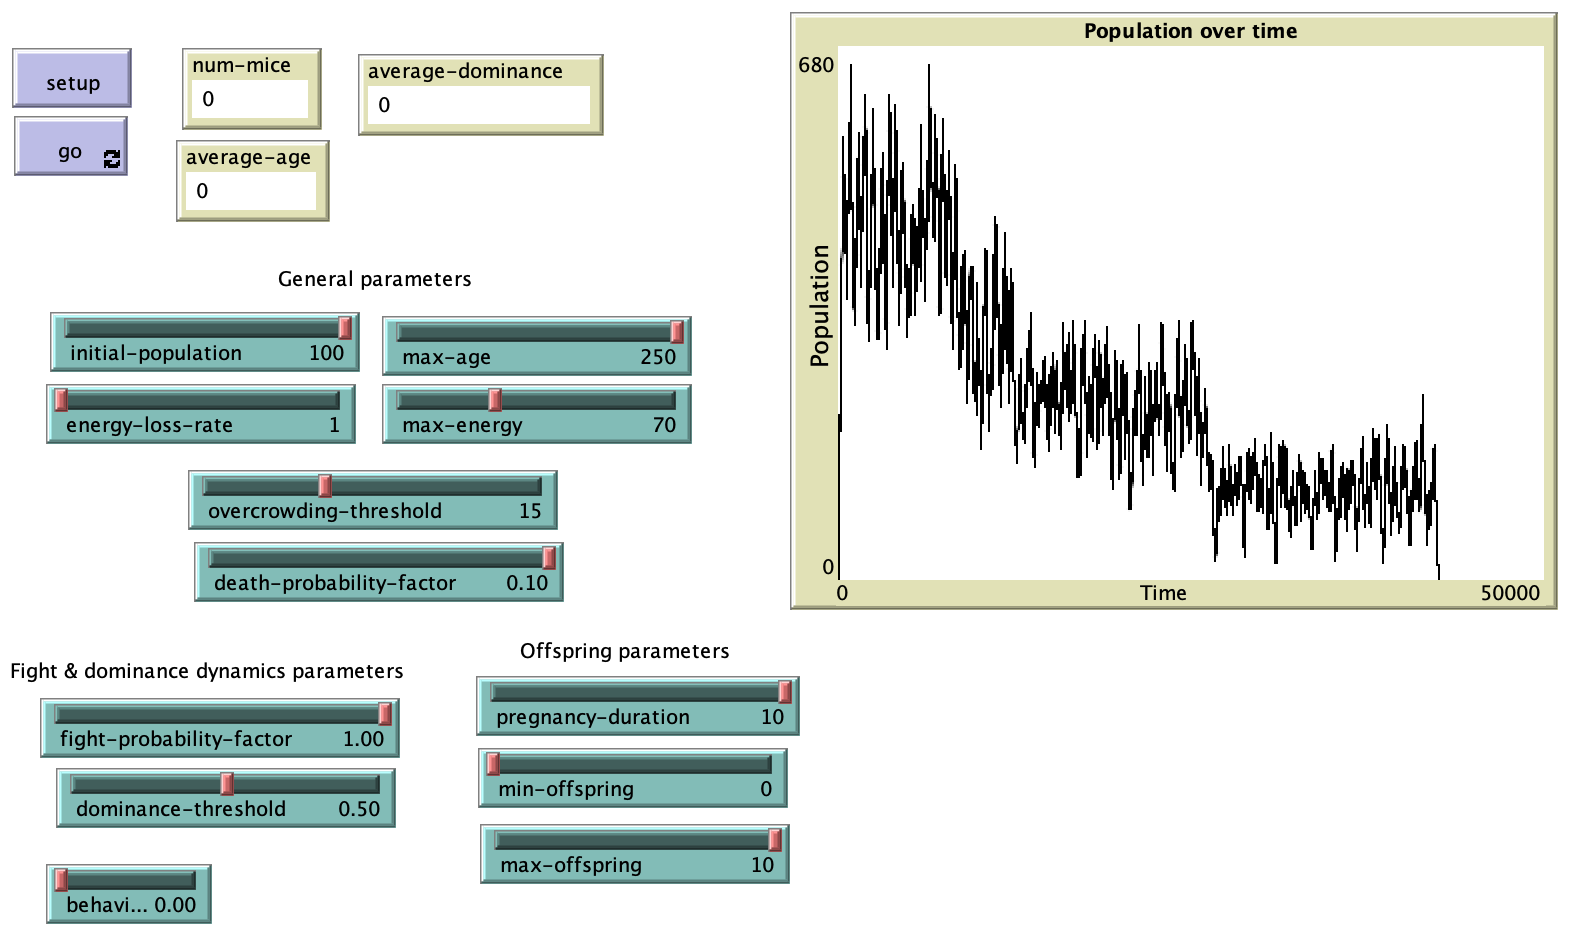 setup
go
num-mice
0
average-dominance
0
average-age
0
General parameters
initial-population 100
max-age 250
energy-loss-rate 1
max-energy 70
overcrowding-threshold 15
death-probability-factor 0.10
Fight & dominance dynamics parameters
fight-probability-factor 1.00
dominance-threshold 0.50
behavi... 0.00
Offspring parameters
pregnancy-duration 10
min-offspring 0
max-offspring 10
Population over time
680
Population
0
0 Time 50000